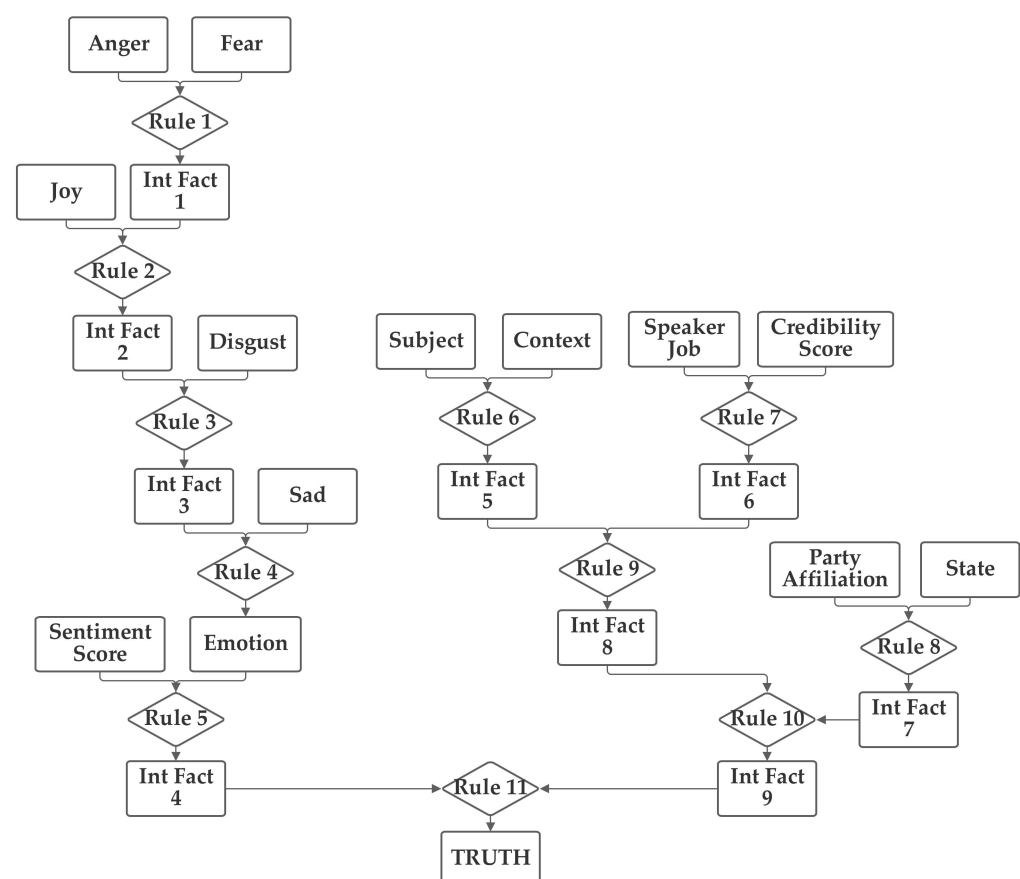 Anger
Fear
Rule 1
Joy
Int Fact
1
Rule 2
Int Fact
2
Disgust
Subject
Context
Speaker
Job
Credibility
Score
Rule 3
Rule 6
Rule 7
Int Fact
3
Sad
Int Fact
5
Int Fact
6
Rule 4
Rule 9
Party
Affiliation
State
Sentiment
Score
Emotion
Int Fact
8
Rule 8
Rule 5
Rule 10
Int Fact
7
Int Fact
4
Rule 11
Int Fact
9
TRUTH